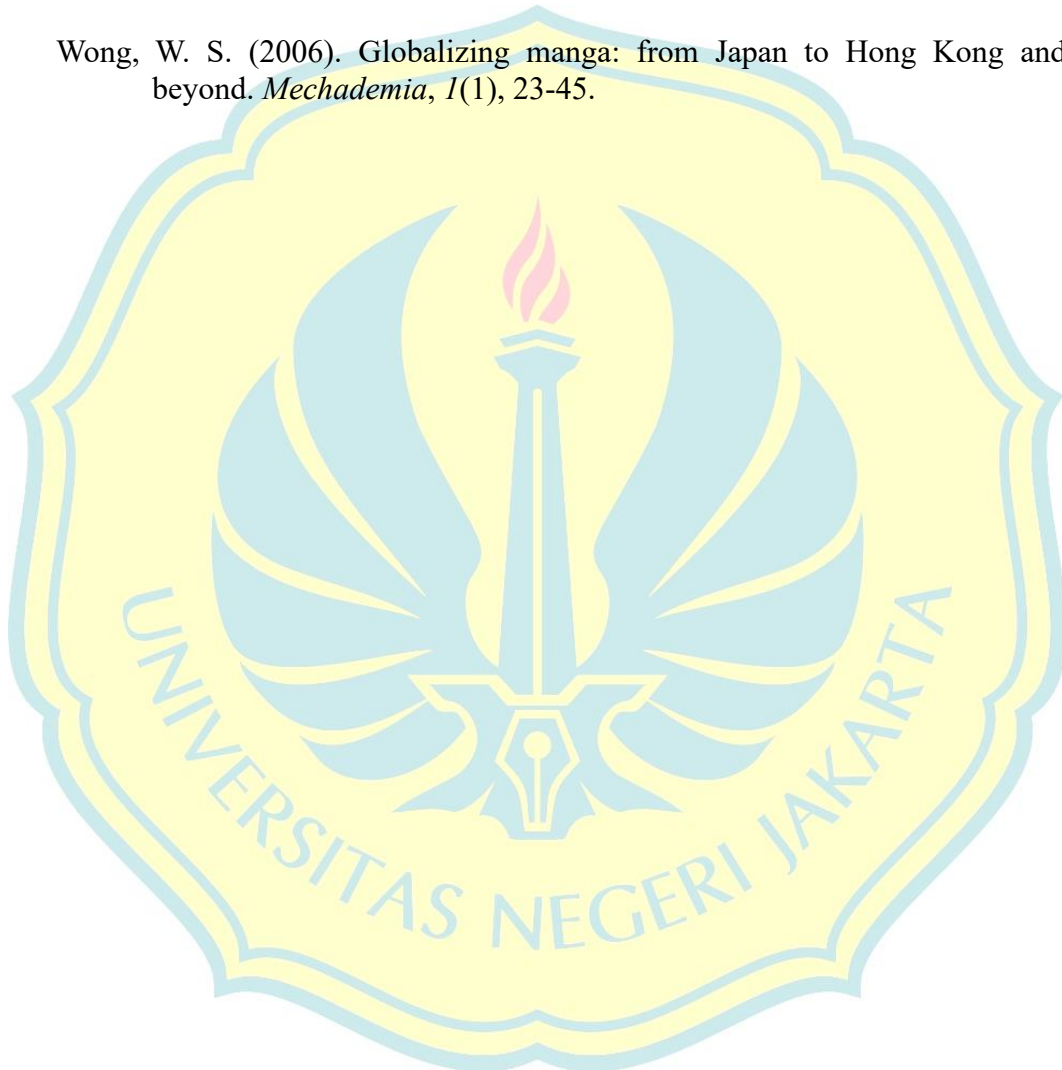 Wong, W. S. (2006). Globalizing manga: from Japan to Hong Kong and
beyond. Mechademia, 1(1), 23-45.
UNIVERSITAS NEGERI JAKARTA